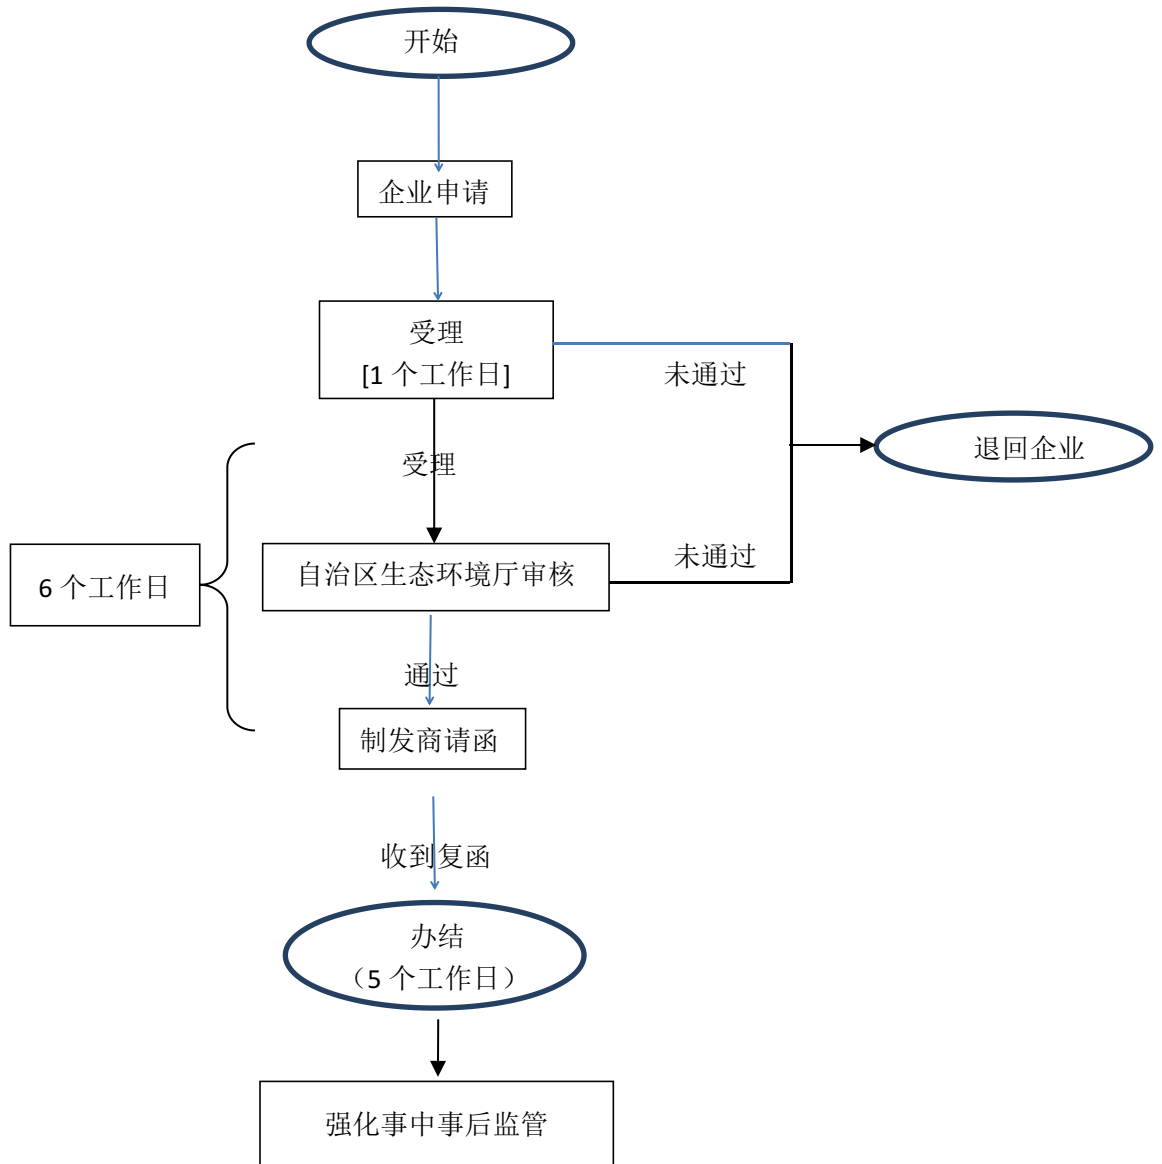 开始
企业申请
受理
[1 个工作日]
未通过
退回企业
受理
6 个工作日
自治区生态环境厅审核
未通过
通过
制发商请函
收到复函
办结
（5 个工作日）
强化事中事后监管